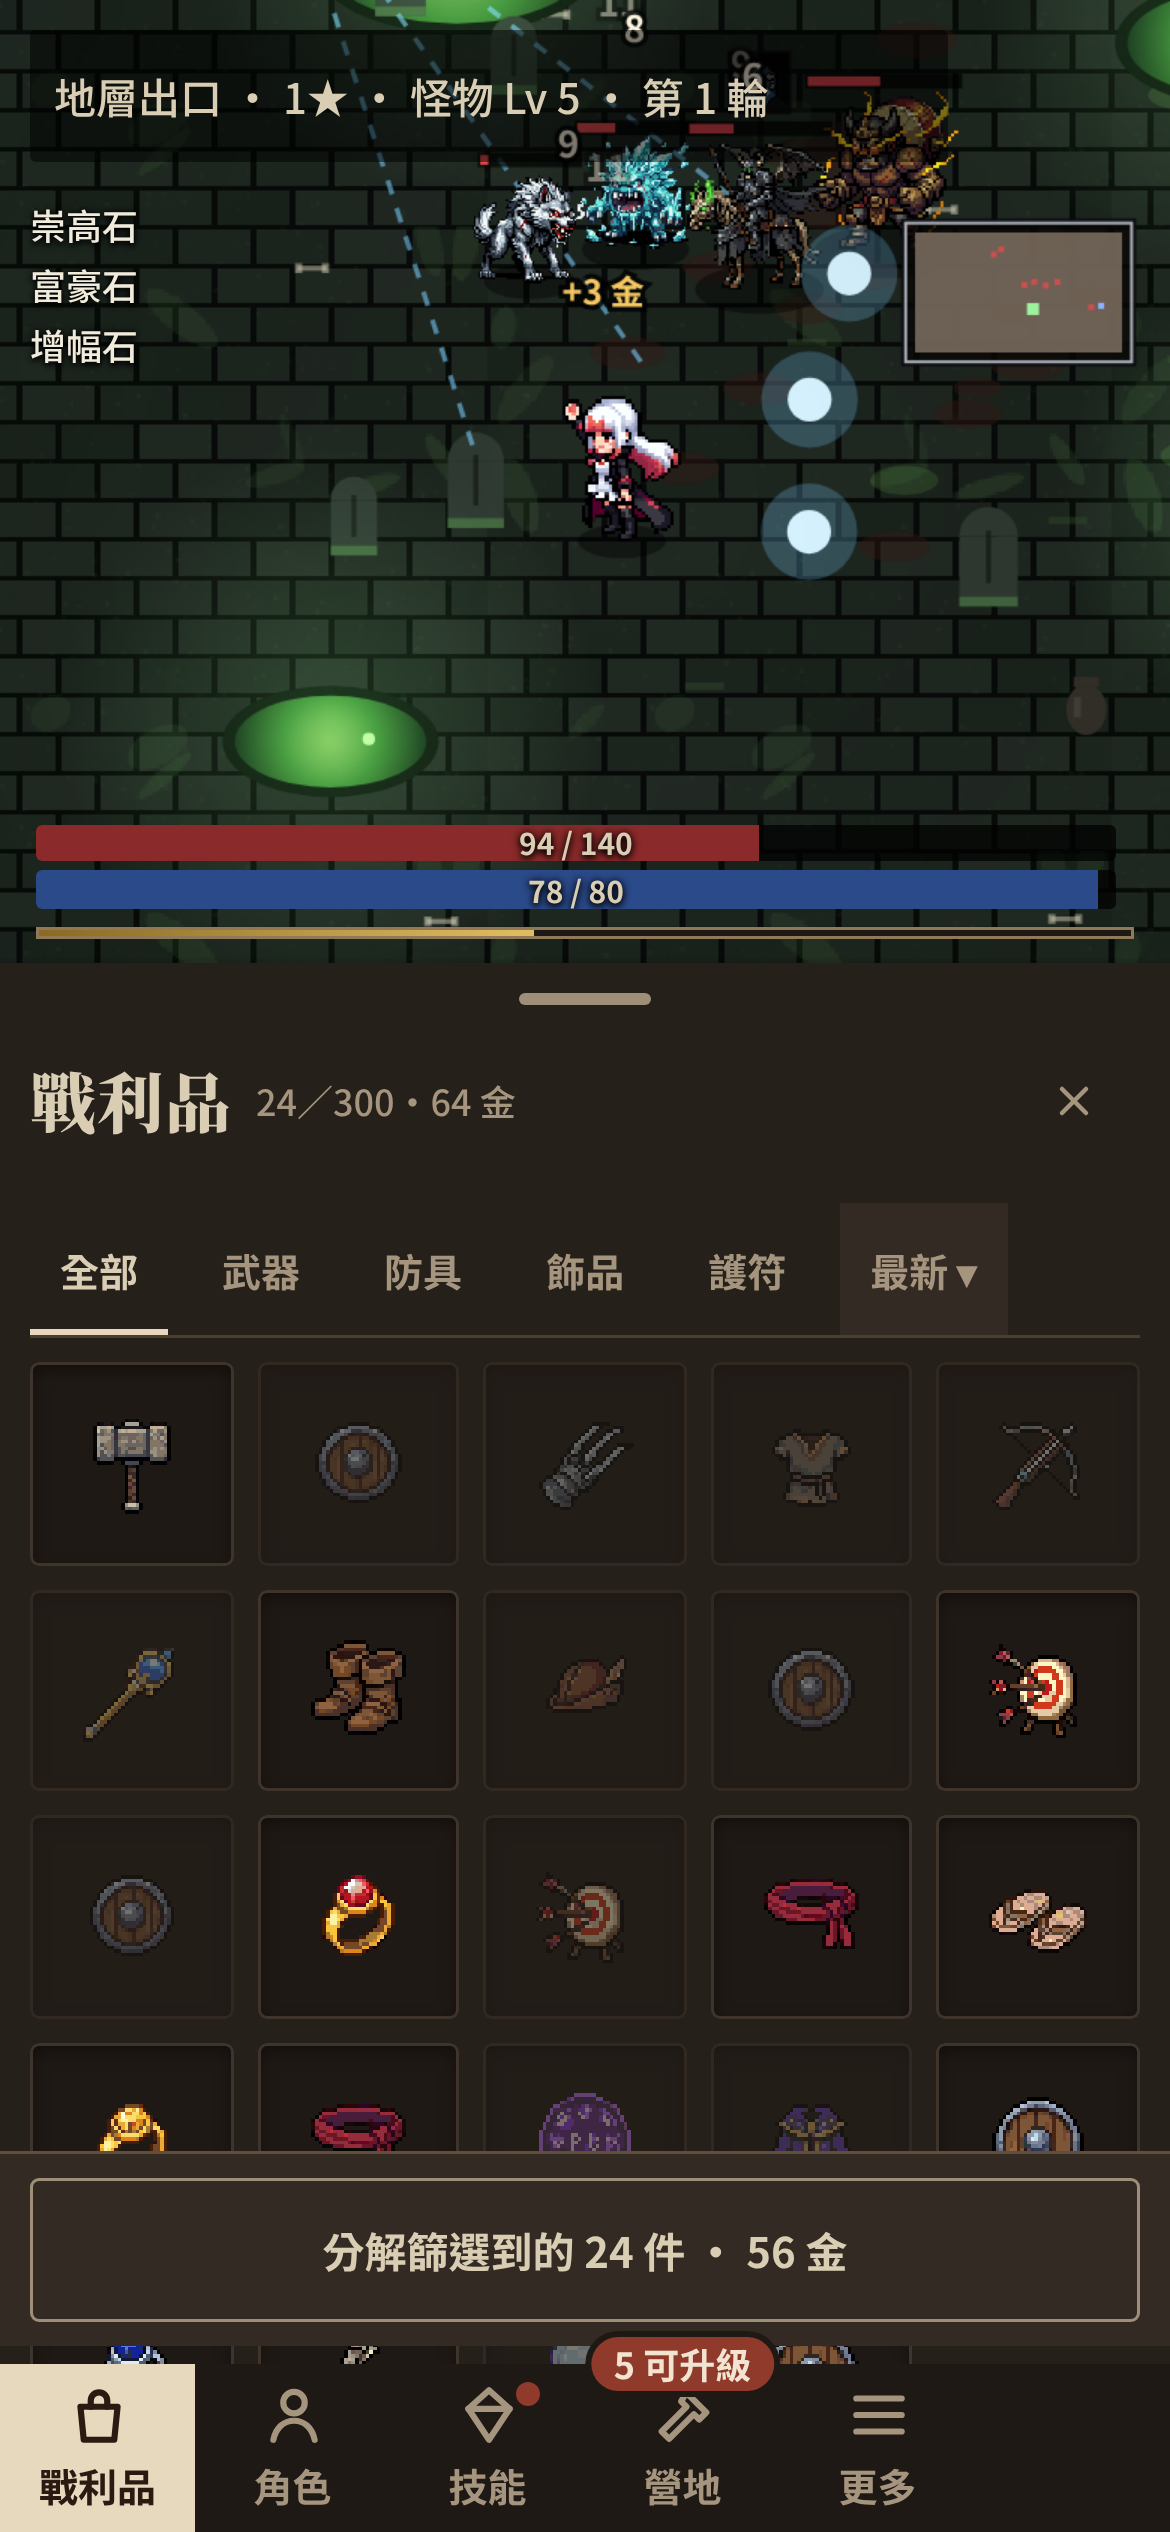 8
地層出口 · 1★ · 怪物 Lv 5 · 第 1 輪
9
崇高石
富豪石
增幅石
+3 金
94 / 140
78 / 80
戰利品 24／300・64 金
全部 武器 防具 飾品 護符 最新 ▾
分解篩選到的 24 件 · 56 金
5 可升級
戰利品 角色 技能 營地 更多